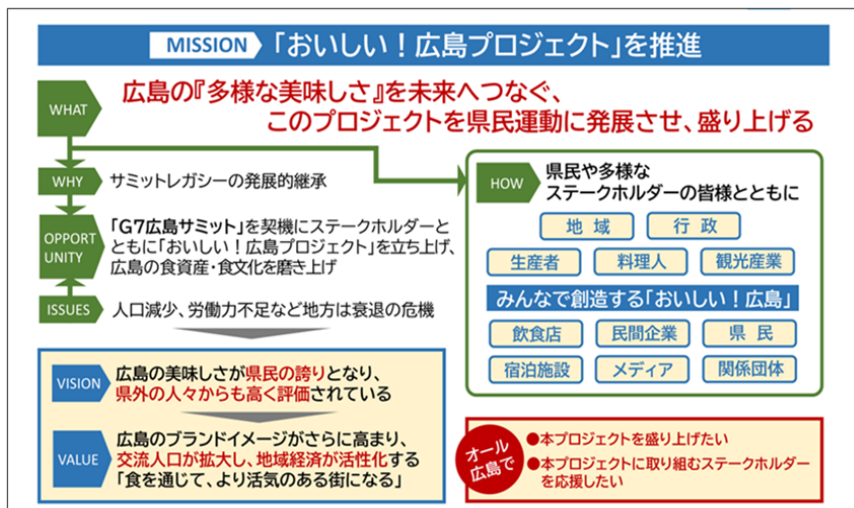 MISSION 「おいしい！広島プロジェクト」を推進
WHAT
広島の『多様な美味しさ』を未来へつなぐ、
このプロジェクトを県民運動に発展させ、盛り上げる
WHY
サミットレガシーの発展的継承
OPPORT
UNITY
「G7広島サミット」を契機にステークホルダーと
ともに「おいしい！広島プロジェクト」を立ち上げ、
広島の食資産・食文化を磨き上げ
ISSUES
人口減少、労働力不足など地方は衰退の危機
VISION
広島の美味しさが県民の誇りとなり、
県外の人々からも高く評価されている
VALUE
広島のブランドイメージがさらに高まり、
交流人口が拡大し、地域経済が活性化する
「食を通じて、より活気のある街になる」
HOW
県民や多様な
ステークホルダーの皆様とともに
地域 行政
生産者 料理人 観光産業
みんなで創造する「おいしい！広島」
飲食店 民間企業 県民
宿泊施設 メディア 関係団体
オール
広島で
●本プロジェクトを盛り上げたい
●本プロジェクトに取り組むステークホルダー
を応援したい